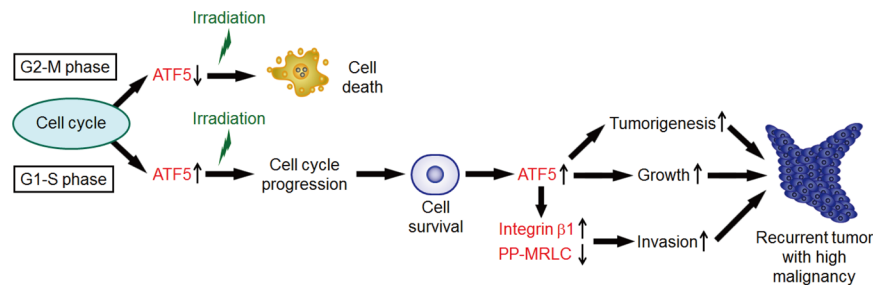 Irradiation
G2-M phase
ATF5↓
Cell
death
Cell cycle
Irradiation
G1-S phase
ATF5↑
Cell cycle
progression
Cell
survival
ATF5↑
Tumorigenesis↑
Growth↑
Integrin β1↑
PP-MRLC↓
Invasion↑
Recurrent tumor
with high
malignancy